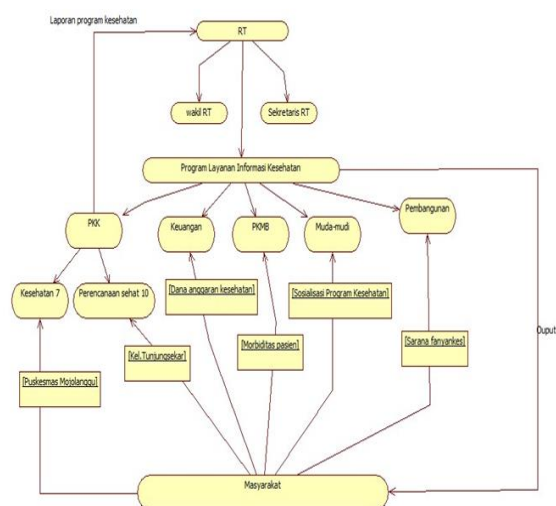 Laporan program kesehatan
RT
wakil RT
Sekretaris RT
Program Layanan Informasi Kesehatan
PKK
Keuangan
PKMB
Muda-mudi
Pembangunan
Kesehatan 7
Perencanaan sehat 10
[Dana anggaran kesehatan]
[Sosialisasi Program Kesehatan]
[Kel.Tunjungsekar]
[Morbiditas pasien]
[Sarana fanyankes]
Ouput
[Puskesmas Mojolanggu]
Masyarakat